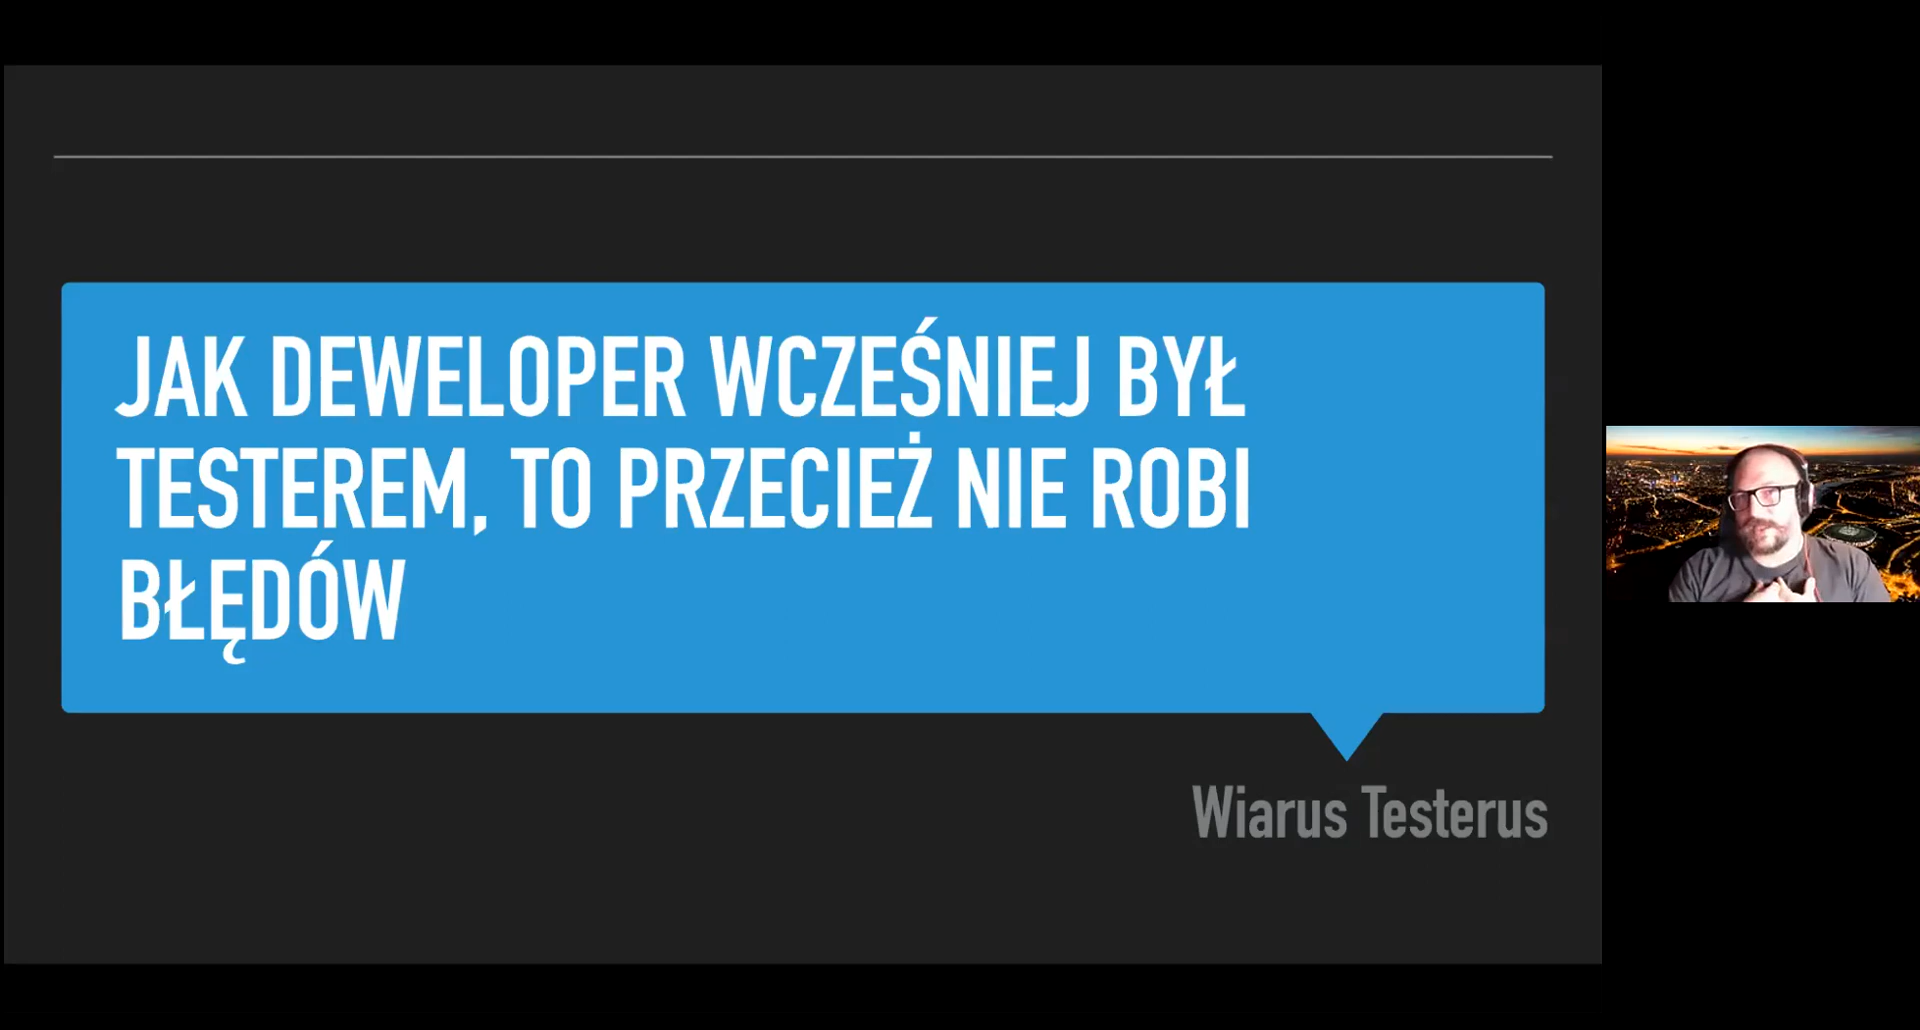 JAK DEWELOPER WCZEŚNIEJ BYŁ
TESTEREM, TO PRZECIEŻ NIE ROBI
BŁĘDÓW
Wiarus Testerus